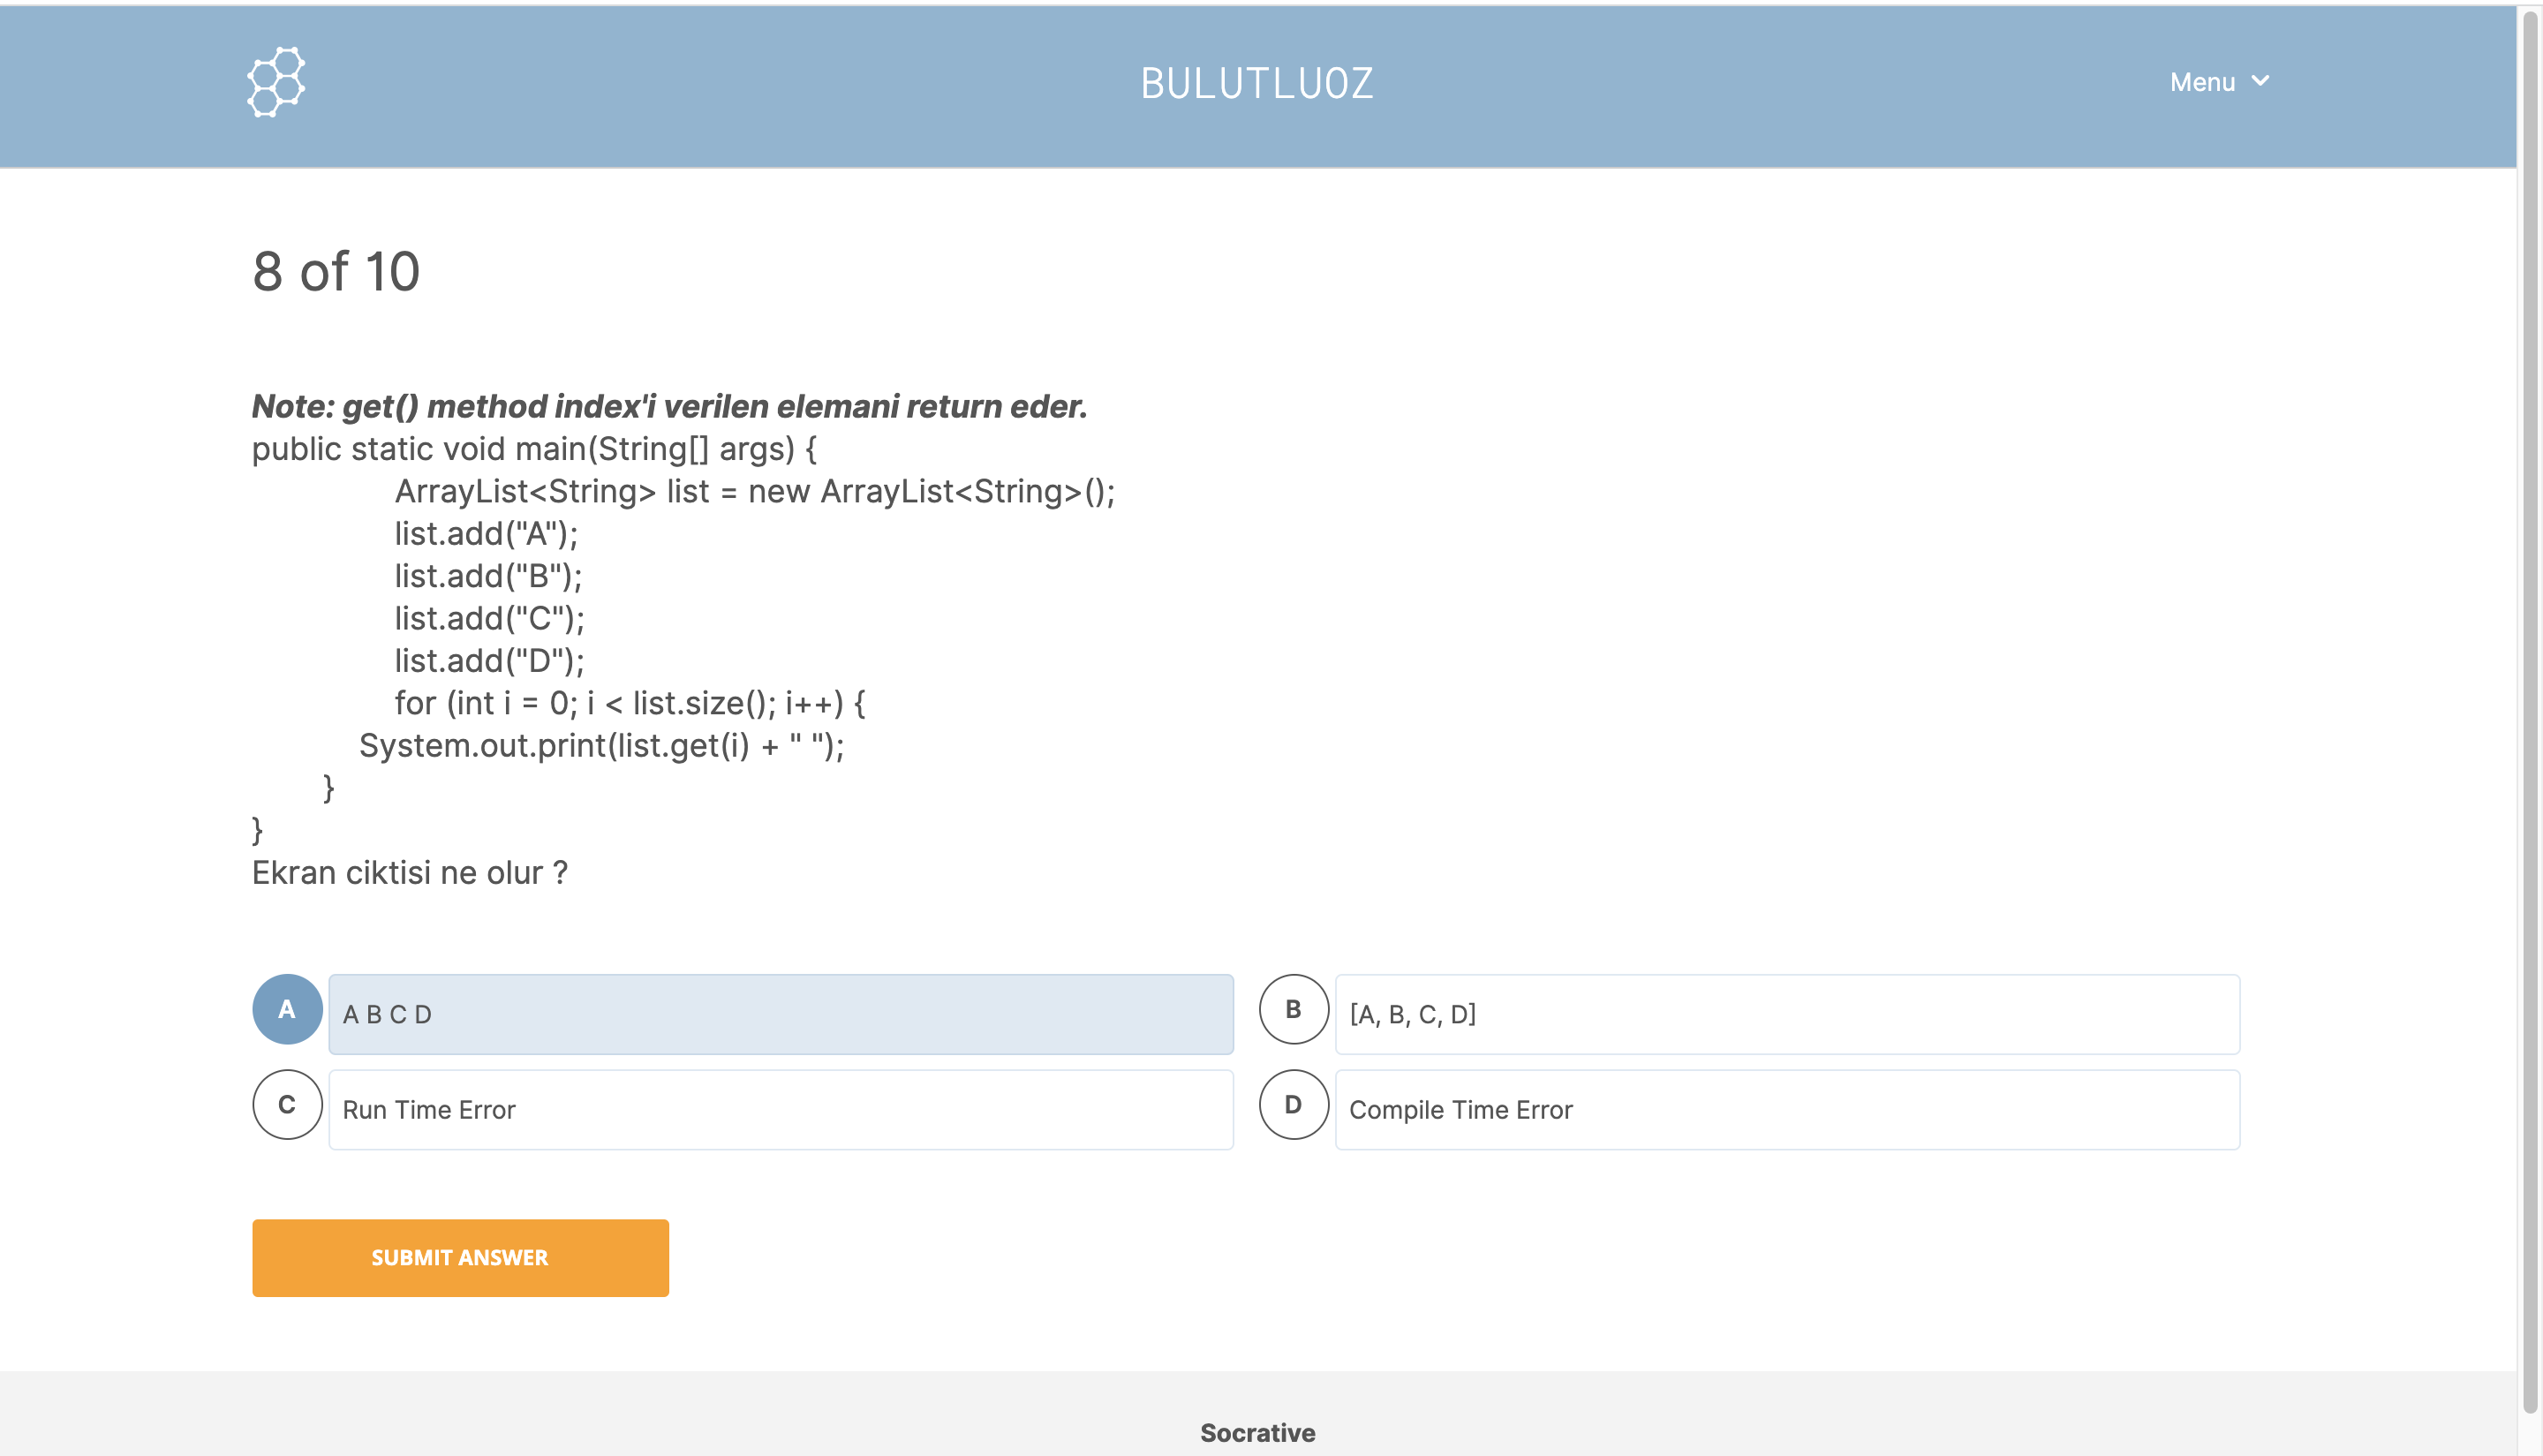 BULUTLUOZ
Menu
8 of 10
Note: get() method index'i verilen elemani return eder.
public static void main(String[] args) {
ArrayList<String> list = new ArrayList<String>();
list.add("A");
list.add("B");
list.add("C");
list.add("D");
for (int i = 0; i < list.size(); i++) {
System.out.print(list.get(i) + " ");
}
}
Ekran ciktisi ne olur ?
A A B C D
B [A, B, C, D]
C Run Time Error
D Compile Time Error
SUBMIT ANSWER
Socrative